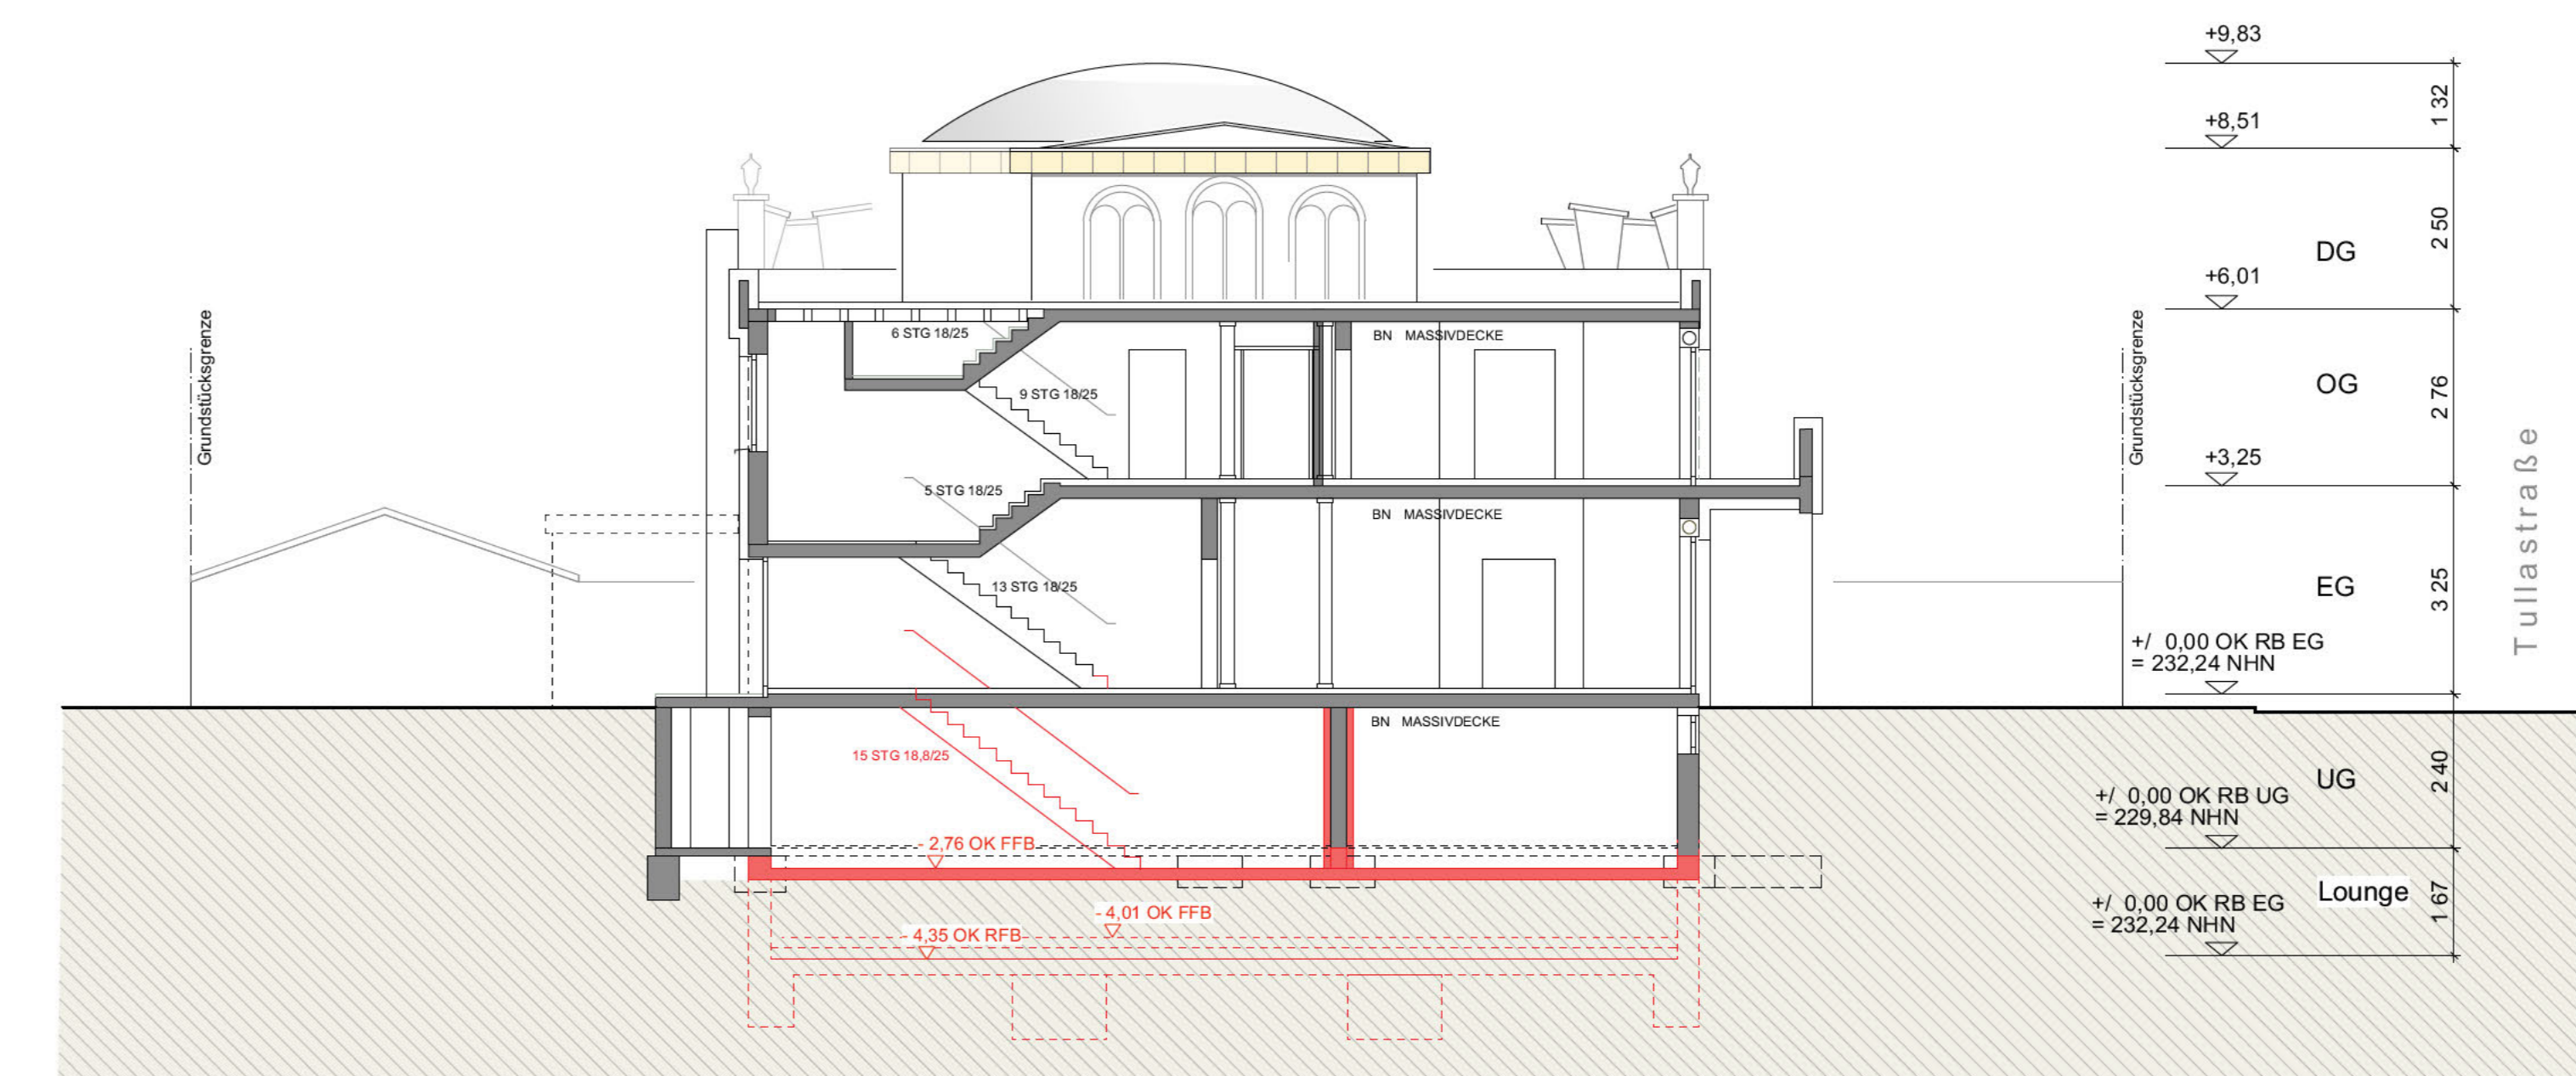 +9,83
1 32
+8,51
2 50
DG
+6,01
6 STG 18/25
BN MASSIVDECKE
Grundstücksgrenze
Grundstücksgrenze
9 STG 18/25
OG
2 76
+3,25
5 STG 18/25
BN MASSIVDECKE
Tullastraße
13 STG 18/25
EG
3 25
+/ 0,00 OK RB EG
= 232,24 NHN
BN MASSIVDECKE
15 STG 18,8/25
UG
2 40
+/ 0,00 OK RB UG
= 229,84 NHN
- 2,76 OK FFB
Lounge
1 67
+/ 0,00 OK RB EG
= 232,24 NHN
- 4,01 OK FFB
- 4,35 OK RFB